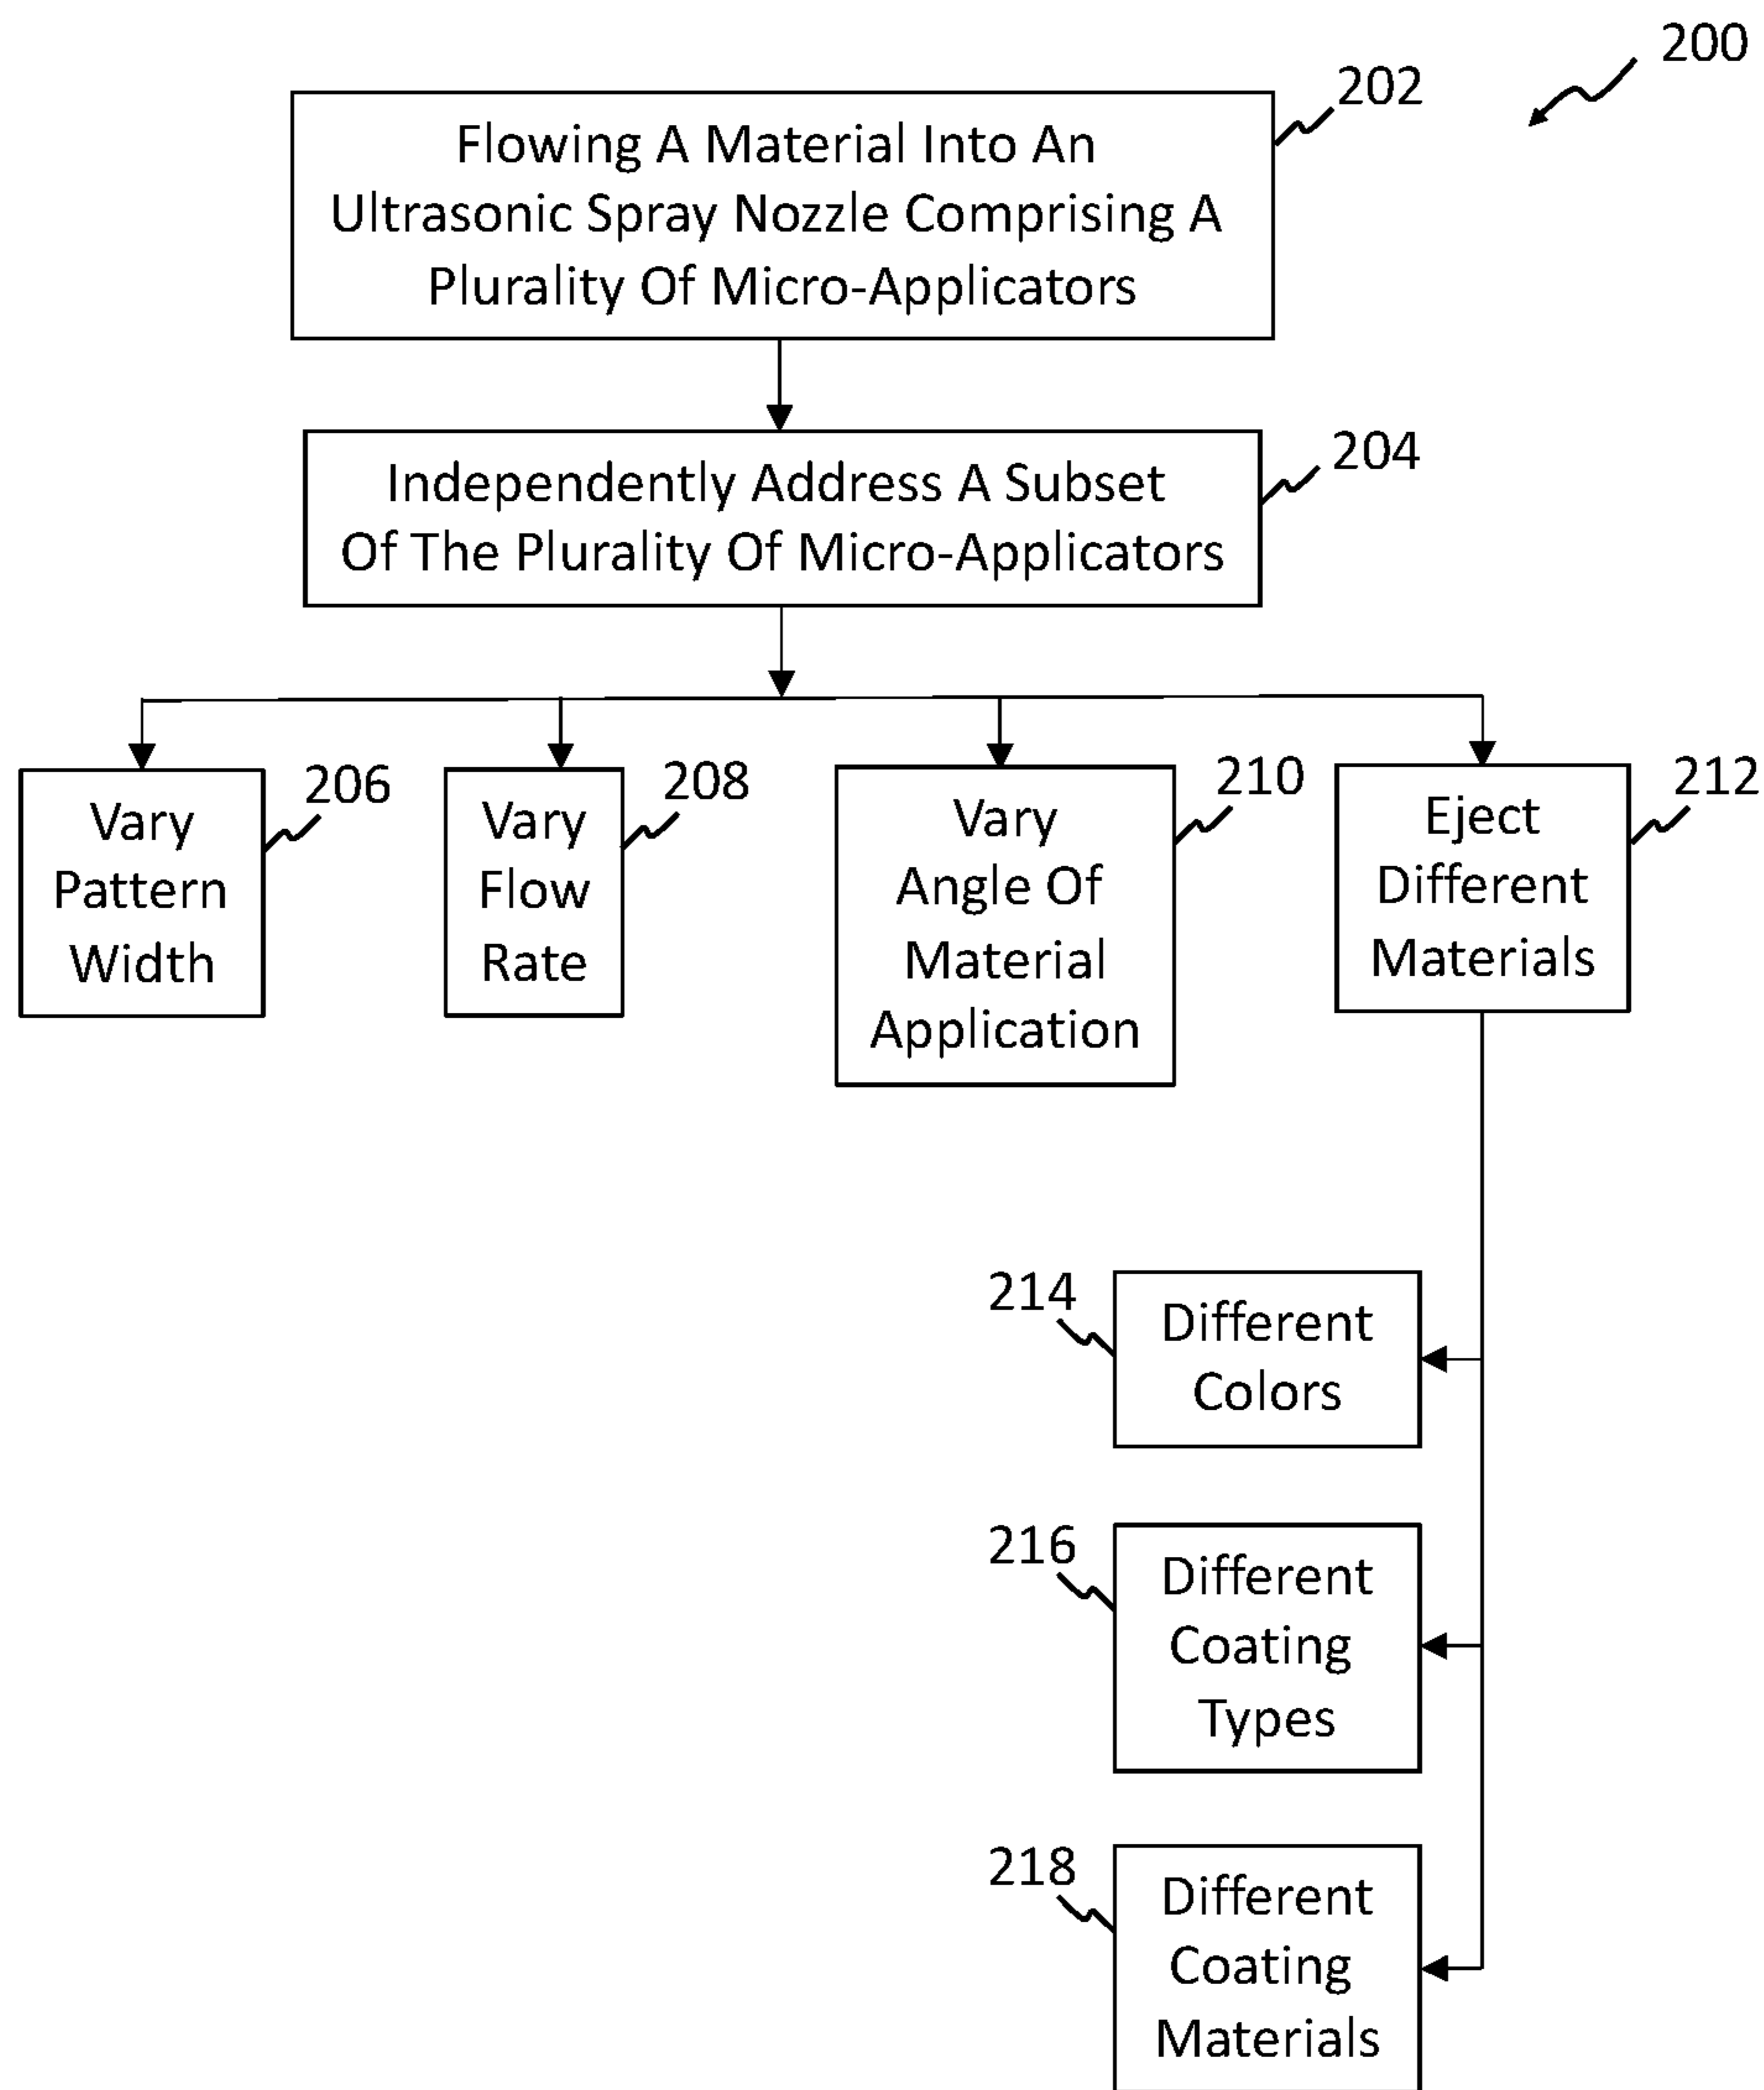 200
202
Flowing A Material Into An
Ultrasonic Spray Nozzle Comprising A
Plurality Of Micro-Applicators
204
Independently Address A Subset
Of The Plurality Of Micro-Applicators
206
Vary
Pattern
Width
208
Vary
Flow
Rate
210
Vary
Angle Of
Material
Application
212
Eject
Different
Materials
214
Different
Colors
216
Different
Coating
Types
218
Different
Coating
Materials